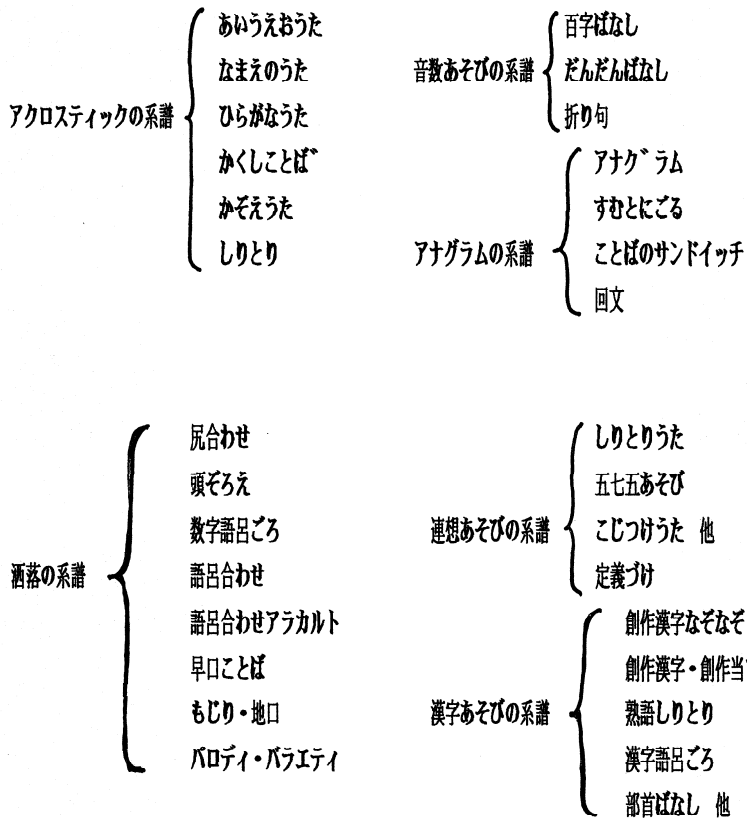 アクロスティックの系譜
あいうえおうた
なまえのうた
ひらがなうた
かくしことば
かぞえうた
しりとり
音数あそびの系譜
百字ばなし
だんだんばなし
折り句
アナグラムの系譜
アナグラム
すむとにごる
ことばのサンドイッチ
回文
洒落の系譜
尻合わせ
頭ぞろえ
数字語呂ごろ
語呂合わせ
語呂合わせアラカルト
早口ことば
もじり・地口
パロディ・バラエティ
連想あそびの系譜
しりとりうた
五七五あそび
こじつけうた 他
定義づけ
漢字あそびの系譜
創作漢字なぞなぞ
創作漢字・創作当
熟語しりとり
漢字語呂ごろ
部首ばなし 他